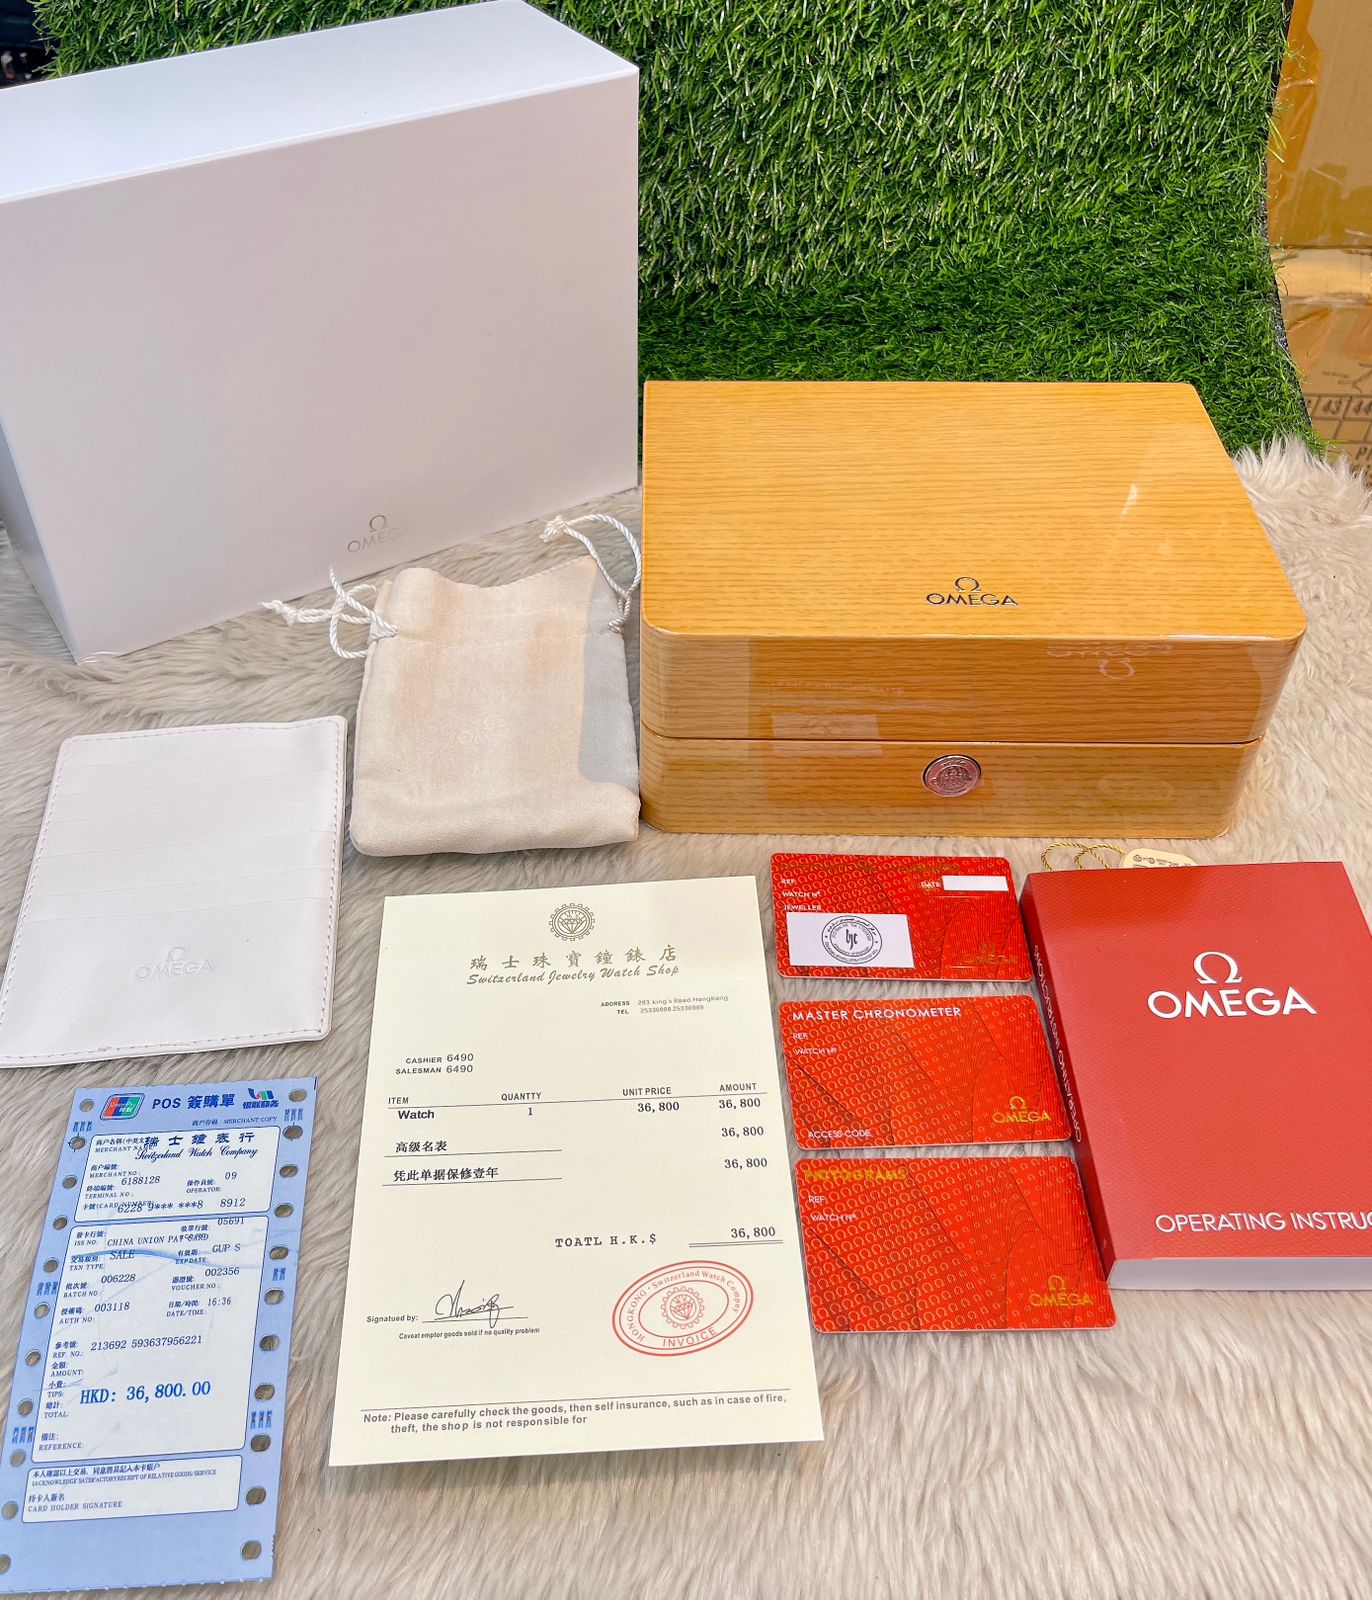 OMEGA
OMEGA
OMEGA
OMEGA
瑞士珠寶鐘錶店
Switzerland Jewelry Watch Shop
ADORESS 293.king's Road.HangKong
TEL 25336988 25336989
CASHIER 6490
SALESMAN 6490
ITEM QUANTTY UNIT PRICE AMOUNT
Watch 1 36,800 36,800
高级名表 36,800
凭此单据保修壹年 36,800
TOATL H.K.$ 36,800
Signatued by:
Caveat emptor goods sold if no quality problem
HONGKONG · Switzerland Watch Compny
INVOICE
Note: Please carefully check the goods, then self insurance, such as in case of fire,
theft, the shop is not responsible for
POS 簽購單
商户存根 MERCHANT COPY
商户名稱(中英文
MERCHANT NAME
瑞士鐘表行
Switzerland Watch Company
商户編號:
MERCHANT NO.: 6188128
09
終端編號:
TERMINAL NO.:
操作員號:
OPERATOR:
卡號(CARD NUMBER)
6228 9*** ***8 8912
發卡行號:
ISS NO: CHINA UNION PAY CARD
收單行號: 05691
交易類別: SALE
TXN TYPE
有效期: GUP S
EXP DATE
批次號: 006228
BATCH NO:
憑證號: 002356
VOUCHER NO:
授權碼: 003118
AUTH NO:
日期/時間: 16:36
DATE/TIME:
參考號: 213692 593637956221
REF. NO.:
金額:
AMOUNT:
小費:
TIPS:
HKD: 36,800.00
總計:
TOTAL:
備注:
REFERENCE:
本人確認以上交易, 同意將其記入本卡賬户
IACKNOWLEDGE SATEFACTORYRECEIPT OF RELATIVE GOODS/SERVICE
持卡人簽名
CARD HOLDER SIGNATURE
REF.
DATE
WATCH N°
JEWELLER
OMEGA
MASTER CHRONOMETER
REF.
WATCH N°
ACCESS CODE
OMEGA
PICTOGRAMS
REF.
WATCH N°
OMEGA
OMEGA
OPERATING INSTRUC